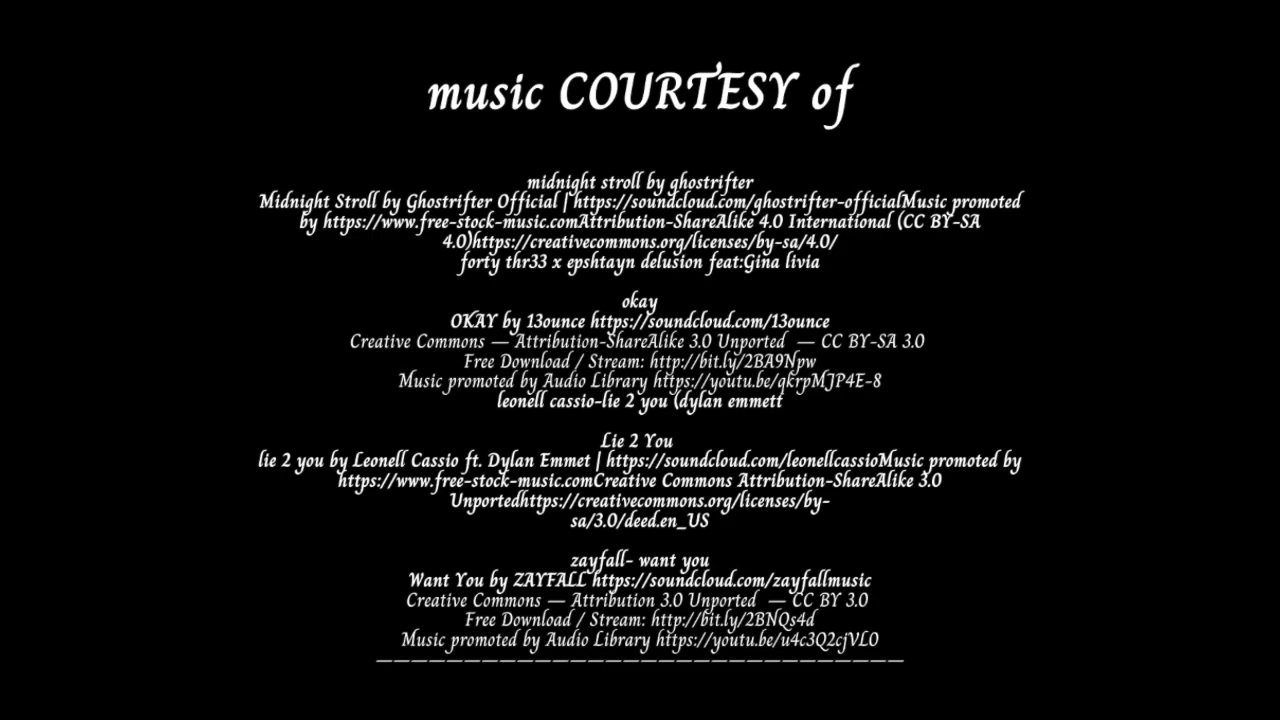 music COURTESY of
midnight stroll by ghostrifter
Midnight Stroll by Ghostrifter Official | https://soundcloud.com/ghostrifter-officialMusic promoted
by https://www.free-stock-music.comAttribution-ShareAlike 4.0 International (CC BY-SA
4.0)https://creativecommons.org/licenses/by-sa/4.0/
forty thr33 x epshtayn delusion feat:Gina livia
okay
OKAY by 13ounce https://soundcloud.com/13ounce
Creative Commons — Attribution-ShareAlike 3.0 Unported — CC BY-SA 3.0
Free Download / Stream: http://bit.ly/2BA9Npw
Music promoted by Audio Library https://youtu.be/qkrpMJP4E-8
leonell cassio-lie 2 you (dylan emmett
Lie 2 You
lie 2 you by Leonell Cassio ft. Dylan Emmet | https://soundcloud.com/leonellcassioMusic promoted by
https://www.free-stock-music.comCreative Commons Attribution-ShareAlike 3.0
Unportedhttps://creativecommons.org/licenses/by-
sa/3.0/deed.en_US
zayfall- want you
Want You by ZAYFALL https://soundcloud.com/zayfallmusic
Creative Commons — Attribution 3.0 Unported — CC BY 3.0
Free Download / Stream: http://bit.ly/2BNQs4d
Music promoted by Audio Library https://youtu.be/u4c3Q2cjVL0
——————————————————————————————